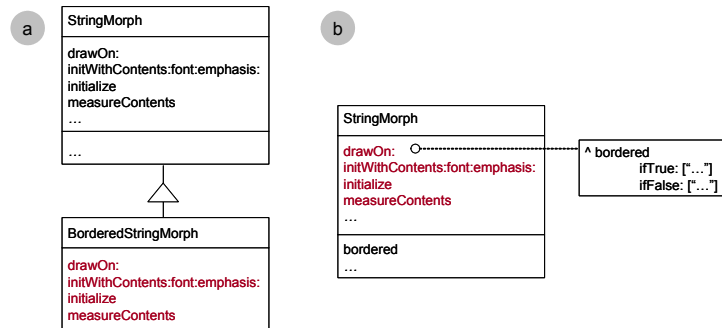 a
StringMorph
drawOn:
initWithContents:font:emphasis:
initialize
measureContents
…
…
BorderedStringMorph
drawOn:
initWithContents:font:emphasis:
initialize
measureContents
b
StringMorph
drawOn:
initWithContents:font:emphasis:
initialize
measureContents
…
bordered
…
^ bordered
ifTrue: [“…”]
ifFalse: [“…”]